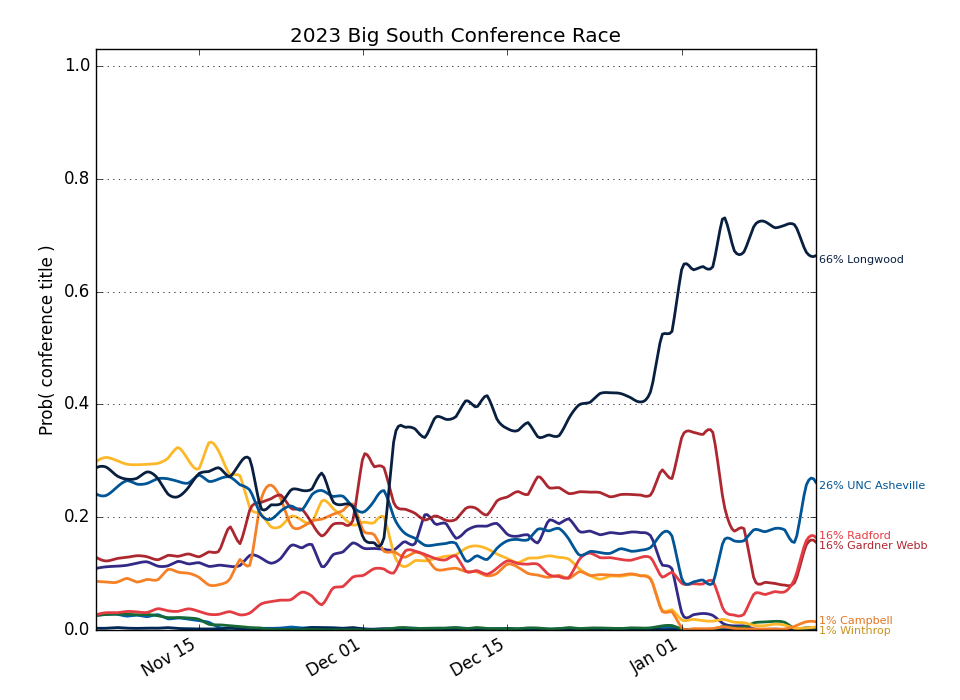 2023 Big South Conference Race
Prob( conference title )
1.0
0.8
0.6
0.4
0.2
0.0
Nov 15
Dec 01
Dec 15
Jan 01
66% Longwood
26% UNC Asheville
16% Radford
16% Gardner Webb
1% Campbell
1% Winthrop